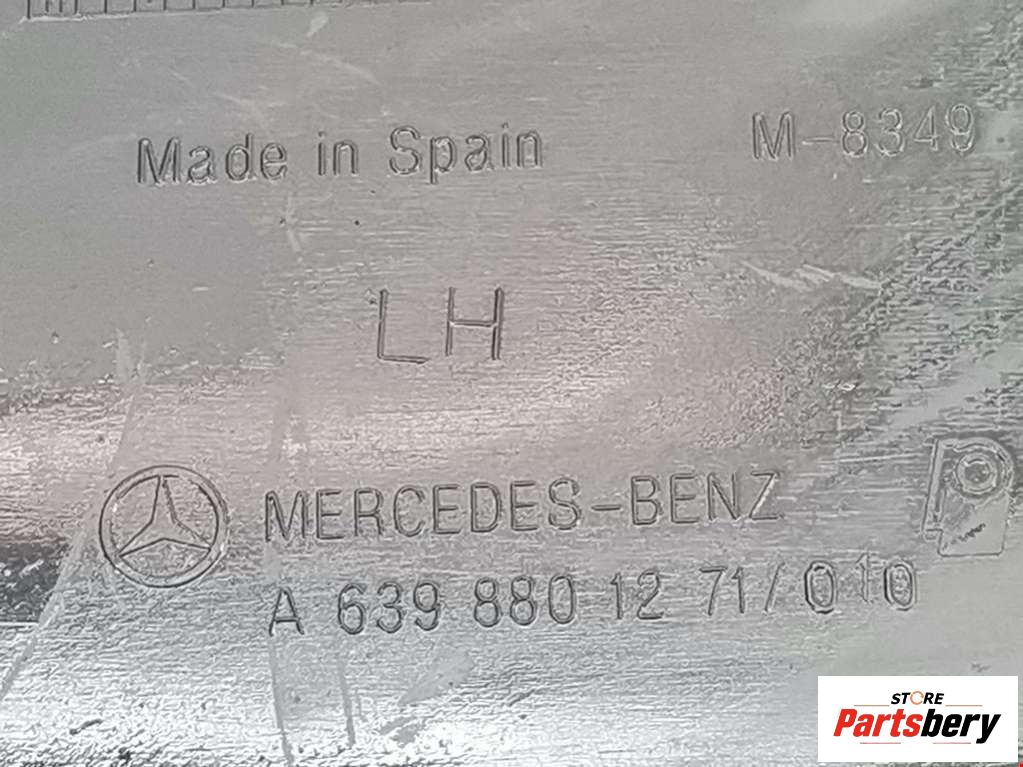 Made in Spain
M-8349
LH
MERCEDES-BENZ
A 639 880 12 71/010
STORE
Partsbery